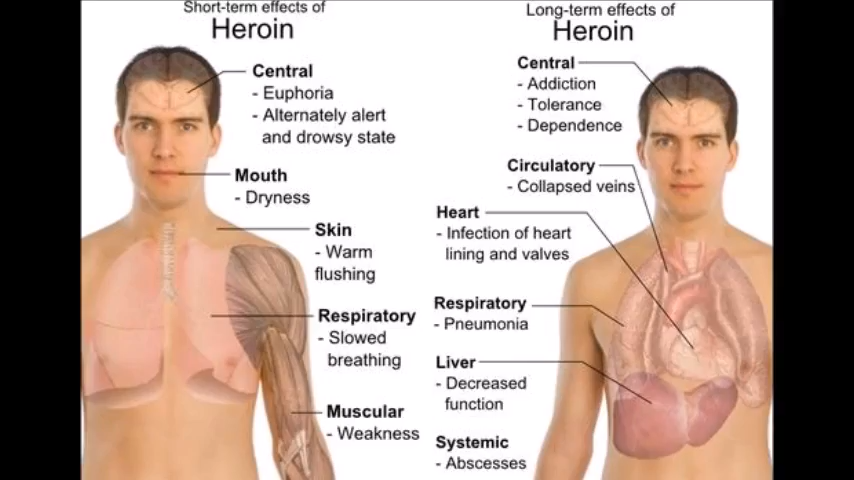 Short-term effects of
Heroin
Central
- Euphoria
- Alternately alert
and drowsy state
Mouth
- Dryness
Skin
- Warm
flushing
Respiratory
- Slowed
breathing
Muscular
- Weakness
Long-term effects of
Heroin
Central
- Addiction
- Tolerance
- Dependence
Circulatory
- Collapsed veins
Heart
- Infection of heart
lining and valves
Respiratory
- Pneumonia
Liver
- Decreased
function
Systemic
- Abscesses